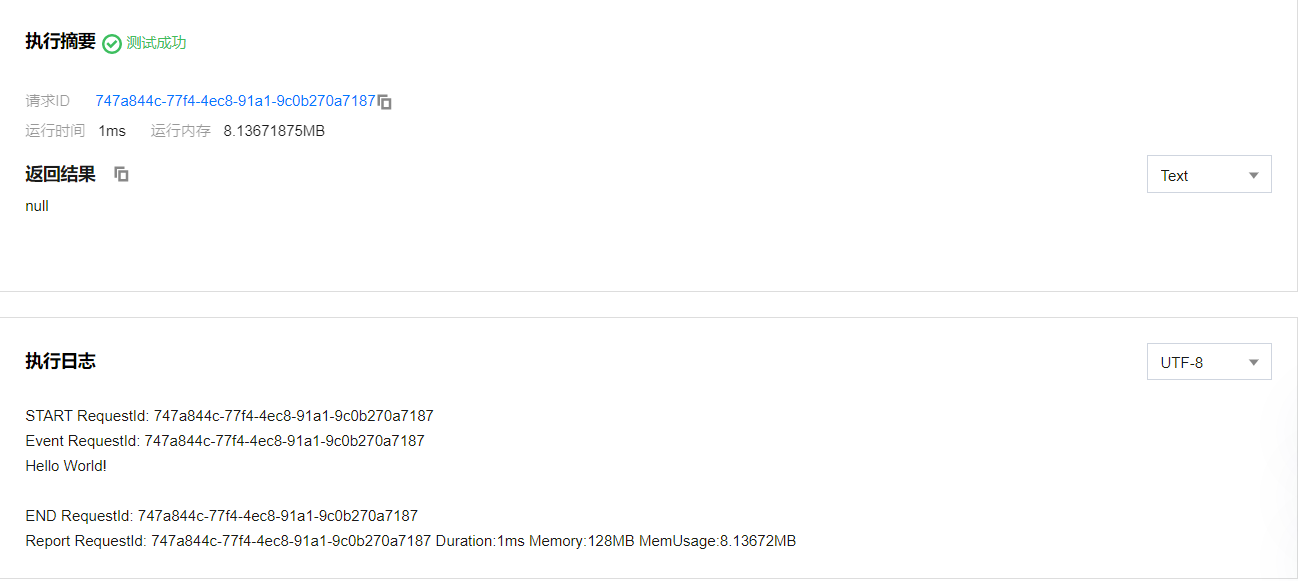 执行摘要 测试成功
请求ID 747a844c-77f4-4ec8-91a1-9c0b270a7187
运行时间 1ms 运行内存 8.13671875MB
返回结果 Text
null
执行日志 UTF-8
START RequestId: 747a844c-77f4-4ec8-91a1-9c0b270a7187
Event RequestId: 747a844c-77f4-4ec8-91a1-9c0b270a7187
Hello World!
END RequestId: 747a844c-77f4-4ec8-91a1-9c0b270a7187
Report RequestId: 747a844c-77f4-4ec8-91a1-9c0b270a7187 Duration:1ms Memory:128MB MemUsage:8.13672MB